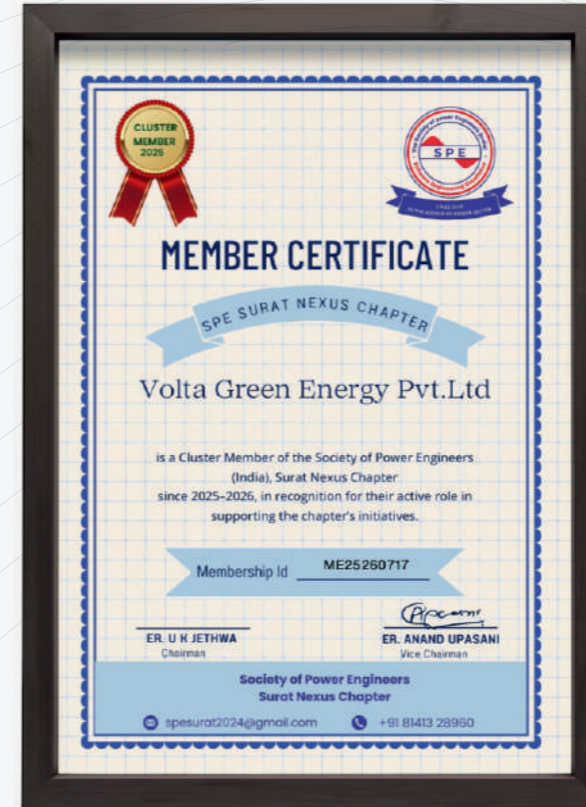 CLUSTER
MEMBER
2025
SPE
MEMBER CERTIFICATE
SPE SURAT NEXUS CHAPTER
Volta Green Energy Pvt.Ltd
is a Cluster Member of the Society of Power Engineers
(India), Surat Nexus Chapter
since 2025-2026, in recognition for their active role in
supporting the chapter's initiatives.
Membership Id ME25260717
ER. U K JETHWA
Chairman
ER. ANAND UPASANI
Vice Chairman
Society of Power Engineers
Surat Nexus Chapter
spesurat2024@gmail.com
+91 81413 28960